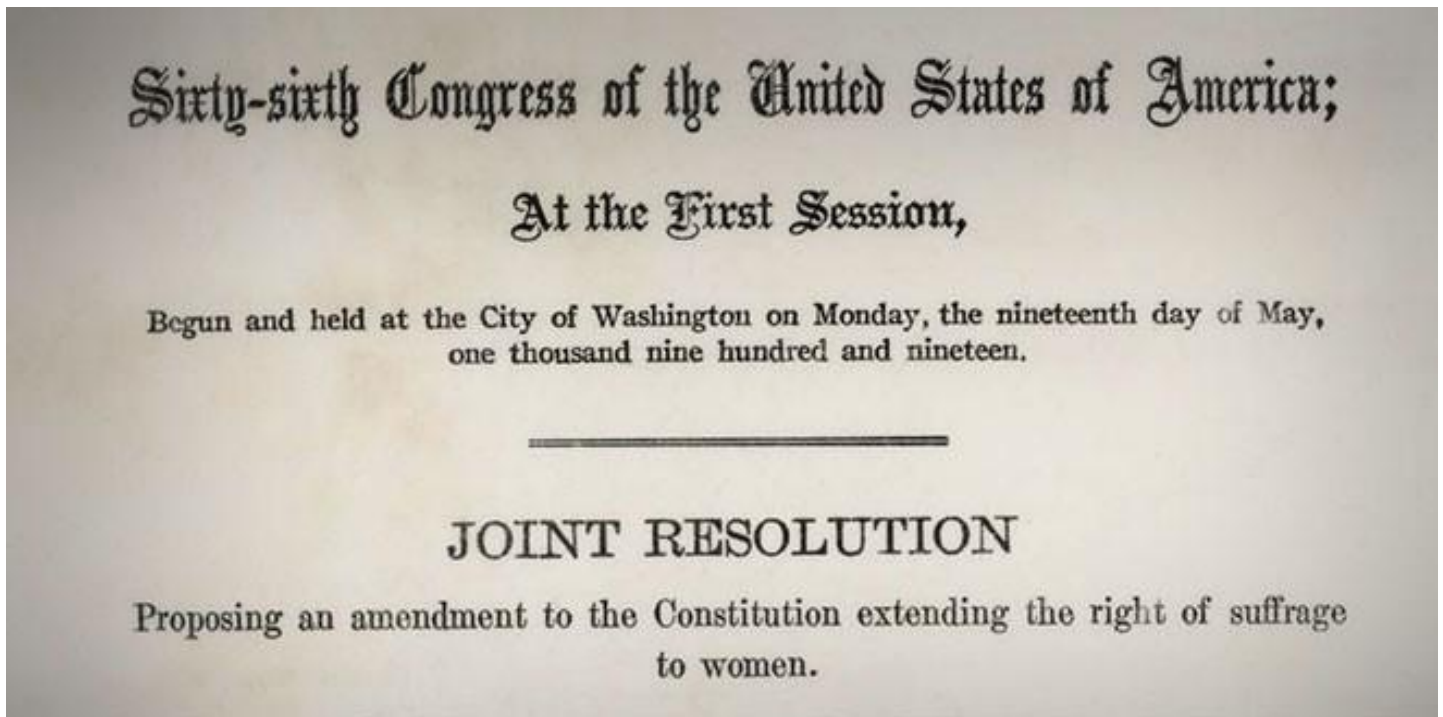 Sixty-sixth Congress of the United States of America;
At the First Session,
Begun and held at the City of Washington on Monday, the nineteenth day of May,
one thousand nine hundred and nineteen.
JOINT RESOLUTION
Proposing an amendment to the Constitution extending the right of suffrage
to women.